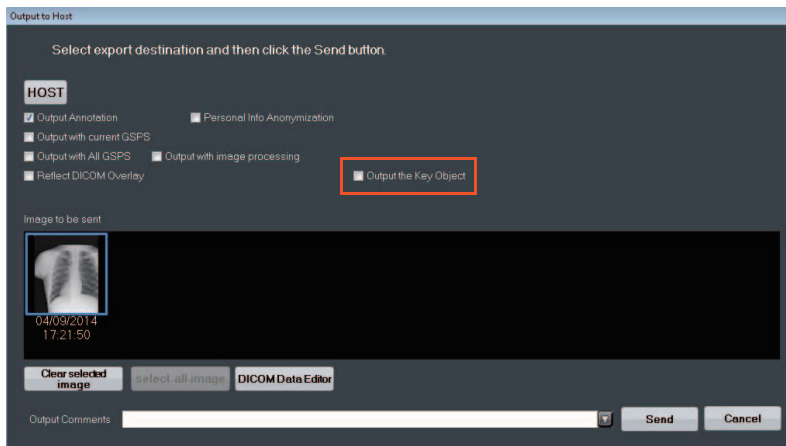 Output to Host
Select export destination and then click the Send button.
HOST
Output Annotation
Personal Info Anonymization
Output with current GSPS
Output with All GSPS
Output with image processing
Reflect DICOM Overlay
Output the Key Object
Image to be sent
04/09/2014
17:21:50
Clear selected
image
select all image
DICOM Data Editor
Output Comments
Send
Cancel